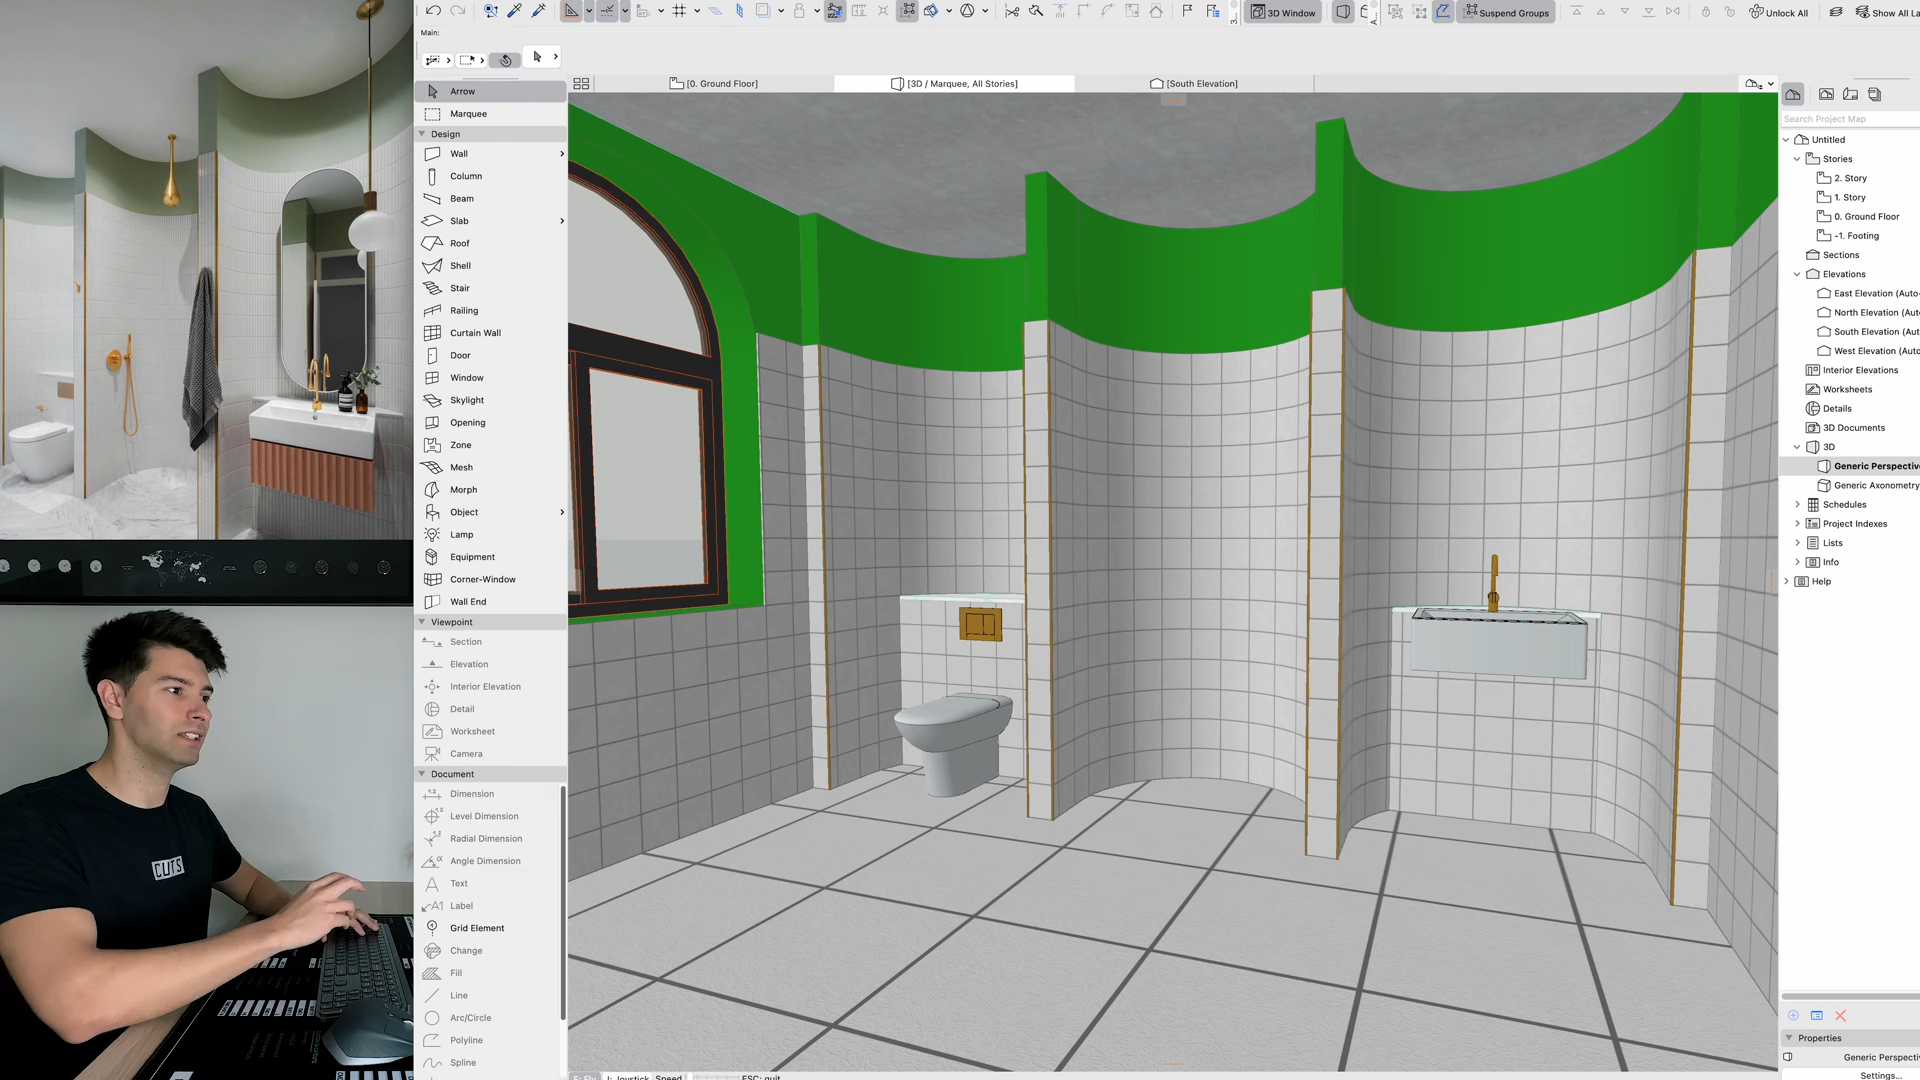 3D Window
Suspend Groups
Unlock All
Show All La
Main:
[0. Ground Floor]
[3D / Marquee, All Stories]
[South Elevation]
Arrow
Marquee
Design
Wall
Column
Beam
Slab
Roof
Shell
Stair
Railing
Curtain Wall
Door
Window
Skylight
Opening
Zone
Mesh
Morph
Object
Lamp
Equipment
Corner-Window
Wall End
Viewpoint
Section
Elevation
Interior Elevation
Detail
Worksheet
Camera
Document
Dimension
Level Dimension
Radial Dimension
Angle Dimension
Text
Label
Grid Element
Change
Fill
Line
Arc/Circle
Polyline
Spline
Search Project Map
Untitled
Stories
2. Story
1. Story
0. Ground Floor
-1. Footing
Sections
Elevations
East Elevation (Auto-
North Elevation (Aut
South Elevation (Aut
West Elevation (Auto
Interior Elevations
Worksheets
Details
3D Documents
3D
Generic Perspectiv
Generic Axonometry
Schedules
Project Indexes
Lists
Info
Help
Properties
Generic Perspectiv
Settings...
CUTS
ESC: quit